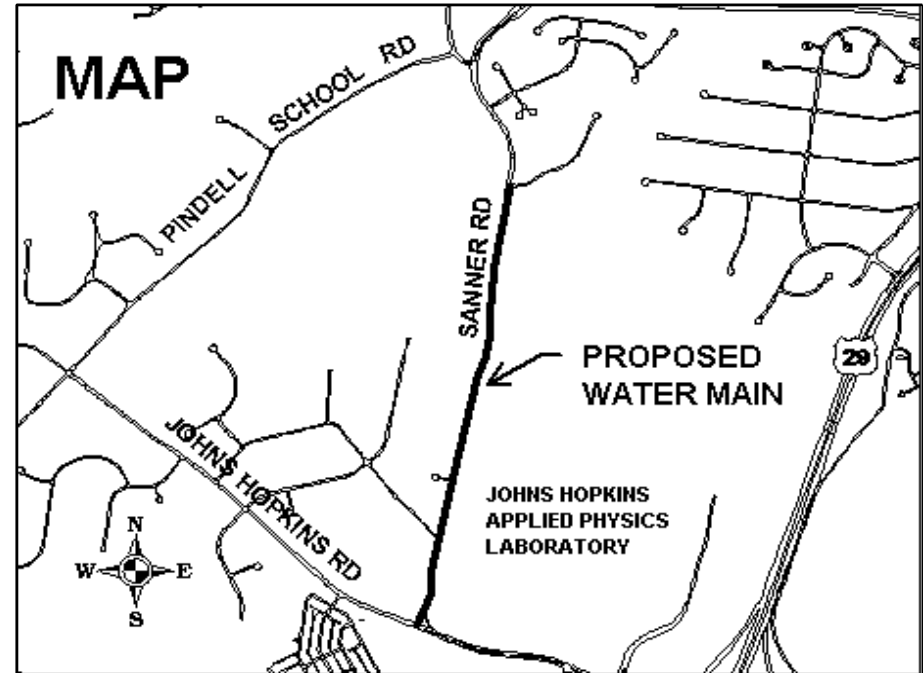 MAP
PINDELL SCHOOL RD
SANNER RD
29
PROPOSED
WATER MAIN
JOHNS HOPKINS RD
JOHNS HOPKINS
APPLIED PHYSICS
LABORATORY
N
W E
S